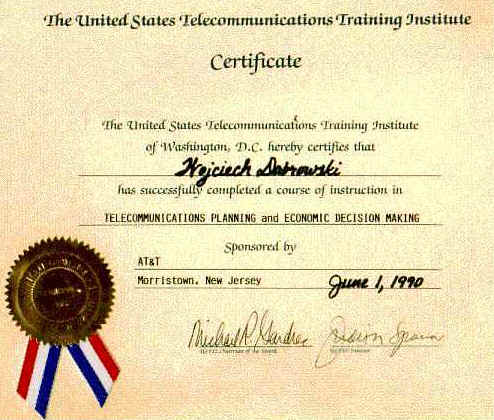 The United States Telecommunications Training Institute
Certificate
The United States Telecommunications Training Institute
of Washington, D.C. hereby certifies that
Wojciech Dabrowski
has successfully completed a course of instruction in
TELECOMMUNICATIONS PLANNING and ECONOMIC DECISION MAKING
Sponsored by
AT&T
Morristown, New Jersey
June 1, 1990
Michael R. Gardner